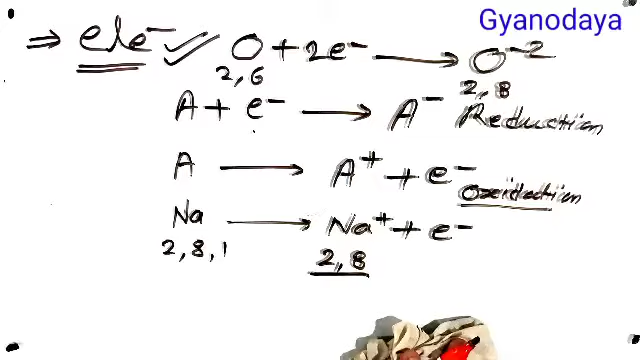 Gyanodaya
⇒ ele⁻ O + 2e⁻ ⟶ O⁻²
2, 6 2, 8
A + e⁻ ⟶ A⁻ Reduction
A ⟶ A⁺ + e⁻
Oxidation
Na ⟶ Na⁺ + e⁻
2, 8, 1 2, 8